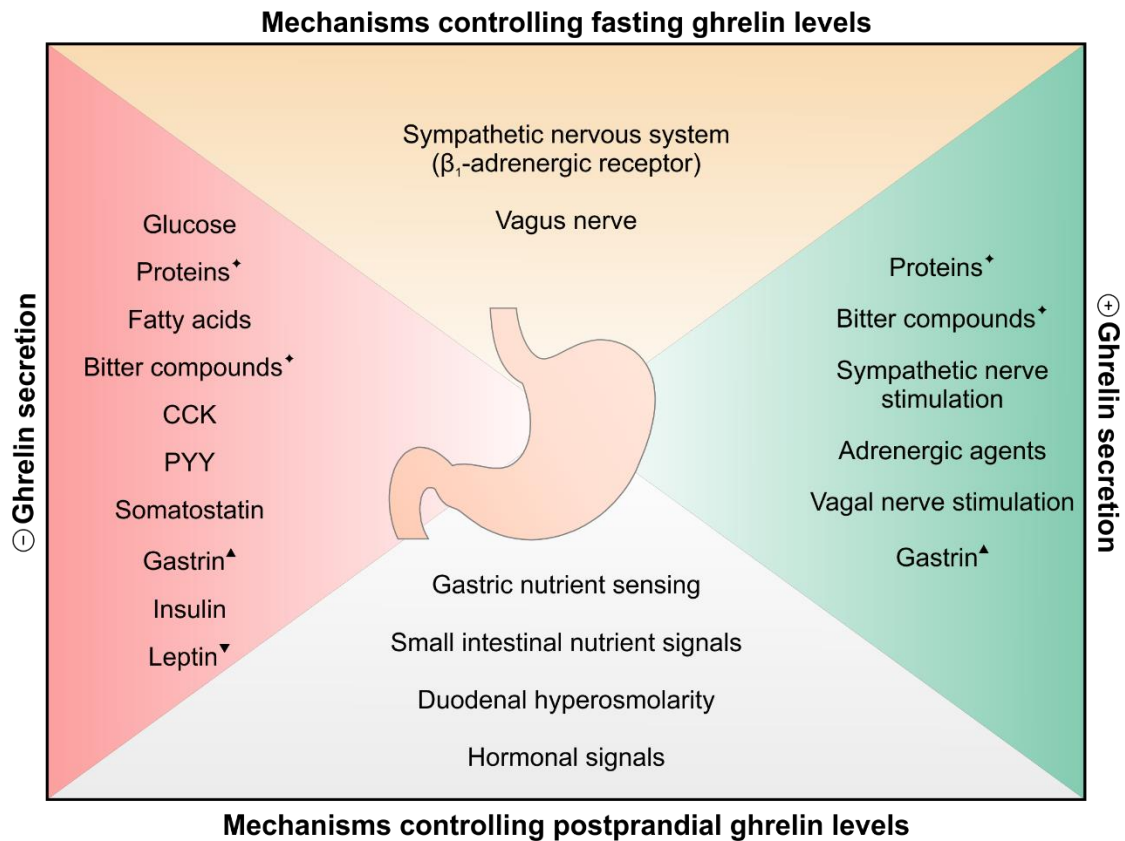 Mechanisms controlling fasting ghrelin levels
Sympathetic nervous system
(β₁-adrenergic receptor)
Vagus nerve
⊖ Ghrelin secretion
Glucose
Proteins✦
Fatty acids
Bitter compounds✦
CCK
PYY
Somatostatin
Gastrin▲
Insulin
Leptin▼
Proteins✦
Bitter compounds✦
Sympathetic nerve
stimulation
Adrenergic agents
Vagal nerve stimulation
Gastrin▲
⊕ Ghrelin secretion
Gastric nutrient sensing
Small intestinal nutrient signals
Duodenal hyperosmolarity
Hormonal signals
Mechanisms controlling postprandial ghrelin levels